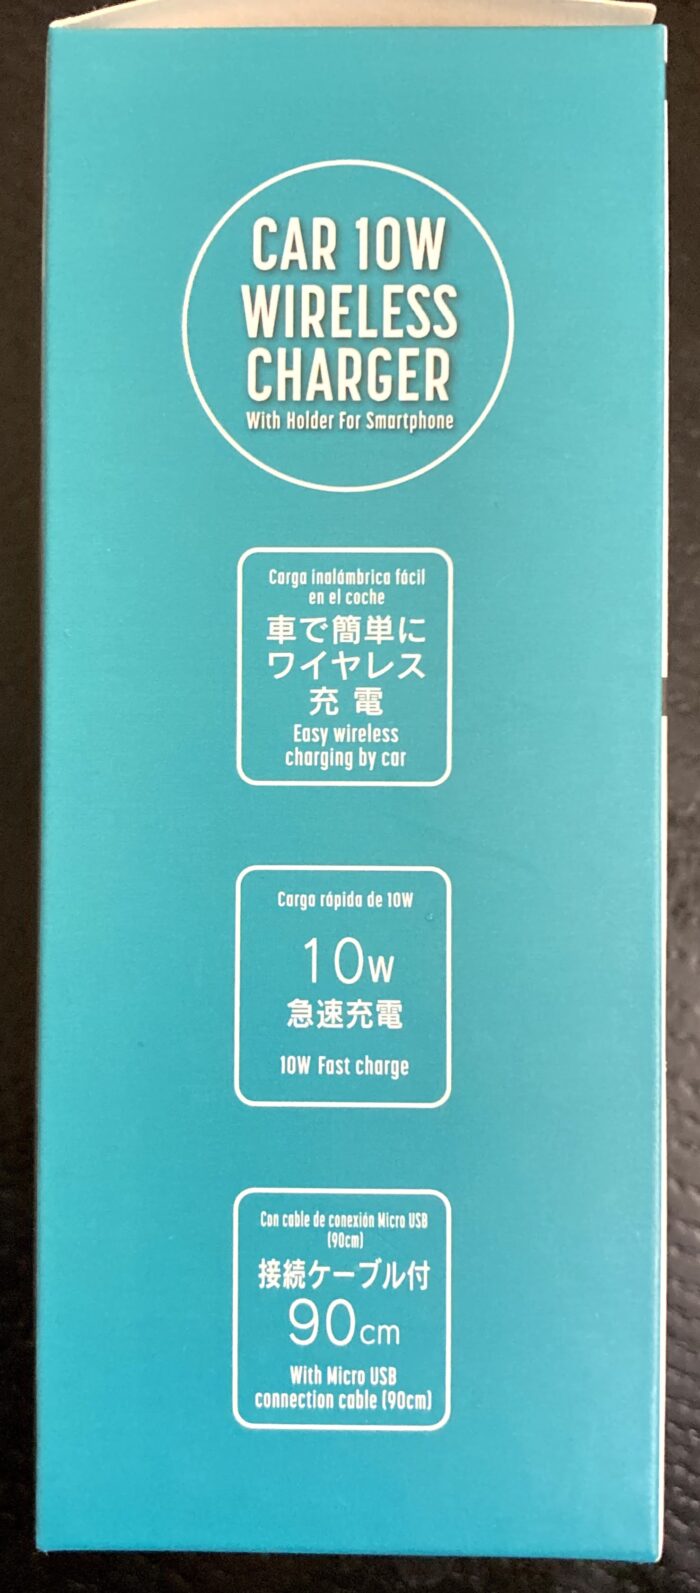 CAR 10W
WIRELESS
CHARGER
With Holder For Smartphone
Carga inalámbrica fácil
en el coche
車で簡単に
ワイヤレス
充電
Easy wireless
charging by car
Carga rápida de 10W
10W
急速充電
10W Fast charge
Con cable de conexión Micro USB
(90cm)
接続ケーブル付
90cm
With Micro USB
connection cable (90cm)